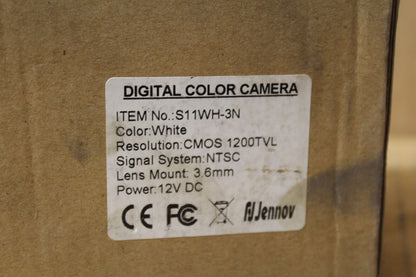 DIGITAL COLOR CAMERA
ITEM No.:S11WH-3N
Color:White
Resolution:CMOS 1200TVL
Signal System:NTSC
Lens Mount: 3.6mm
Power:12V DC
CE FC Jennov